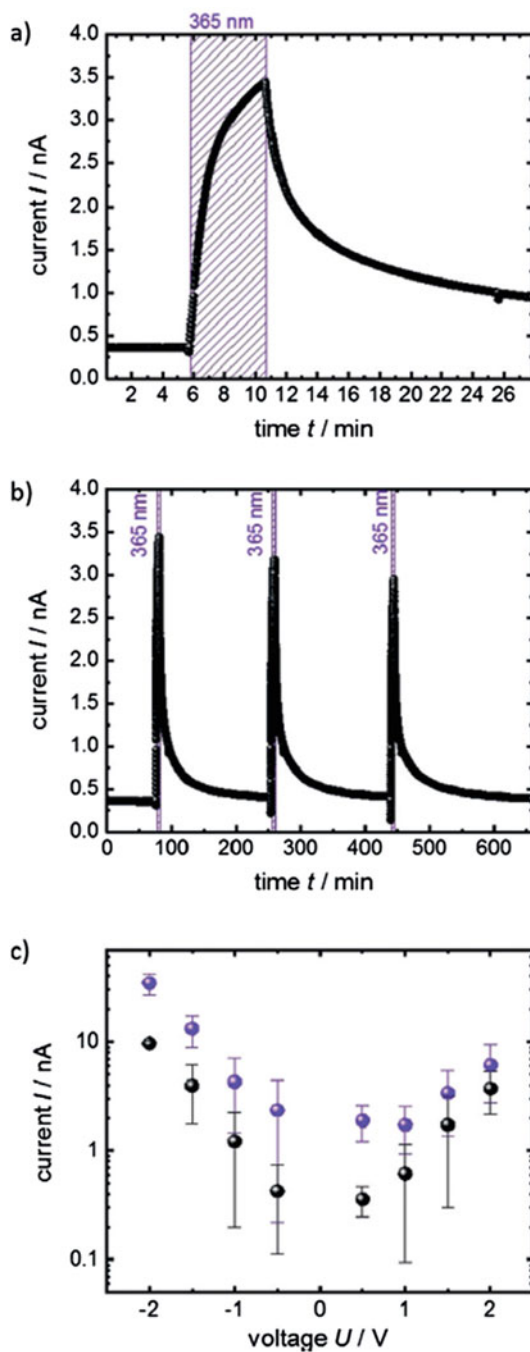 a)
365 nm
4.0
3.5
3.0
2.5
2.0
1.5
1.0
0.5
0.0
current I / nA
2 4 6 8 10 12 14 16 18 20 22 24 26
time t / min
b)
365 nm
365 nm
365 nm
4.0
3.5
3.0
2.5
2.0
1.5
1.0
0.5
0.0
current I / nA
0 100 200 300 400 500 600
time t / min
c)
10
1
0.1
current I / nA
-2 -1 0 1 2
voltage U / V